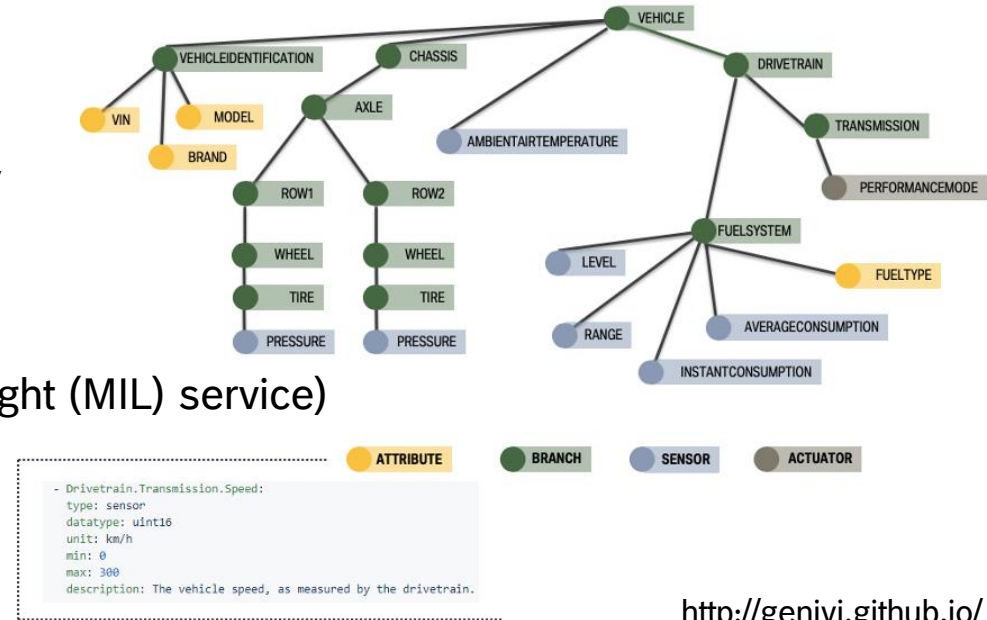 VEHICLE
VEHICLEIDENTIFICATION
CHASSIS
DRIVETRAIN
VIN
MODEL
BRAND
AXLE
AMBIENTAIRTEMPERATURE
TRANSMISSION
PERFORMANCEMODE
ROW1
ROW2
WHEEL
WHEEL
TIRE
TIRE
PRESSURE
PRESSURE
FUELSYSTEM
LEVEL
FUELTYPE
RANGE
AVERAGECONSUMPTION
INSTANTCONSUMPTION
ght (MIL) service)
ATTRIBUTE
BRANCH
SENSOR
ACTUATOR
- Drivetrain.Transmission.Speed:
type: sensor
datatype: uint16
unit: km/h
min: 0
max: 300
description: The vehicle speed, as measured by the drivetrain.
http://genivi.github.io/